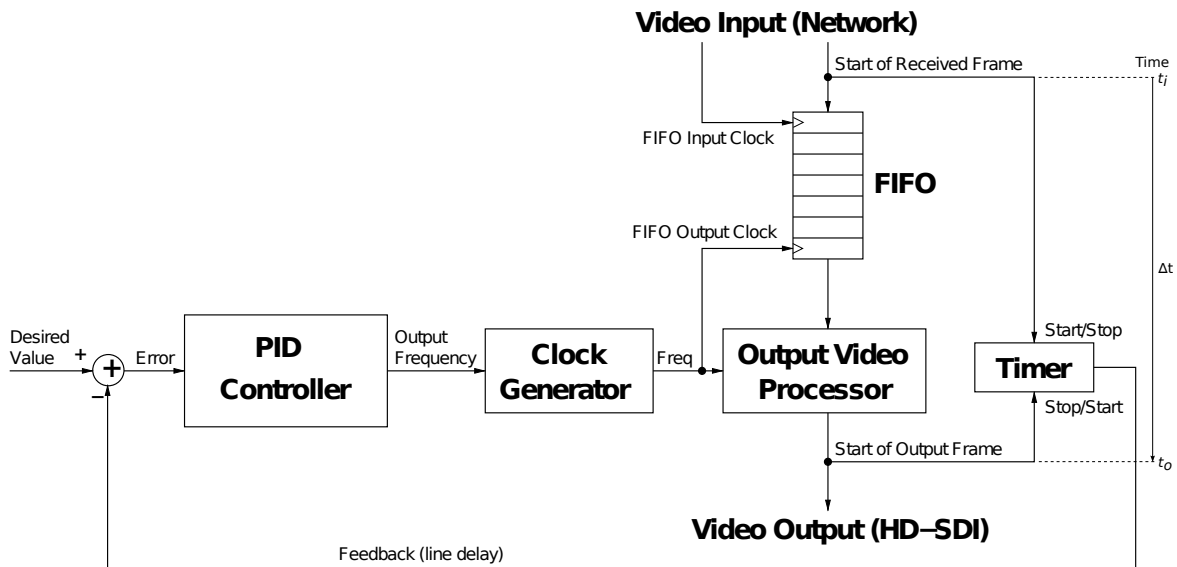 Video Input (Network)
Start of Received Frame
Time
ti
FIFO Input Clock
FIFO
FIFO Output Clock
Δt
Desired
Value
+
+
−
Error
PID
Controller
Output
Frequency
Clock
Generator
Freq
Output Video
Processor
Start/Stop
Timer
Stop/Start
Start of Output Frame
to
Video Output (HD−SDI)
Feedback (line delay)